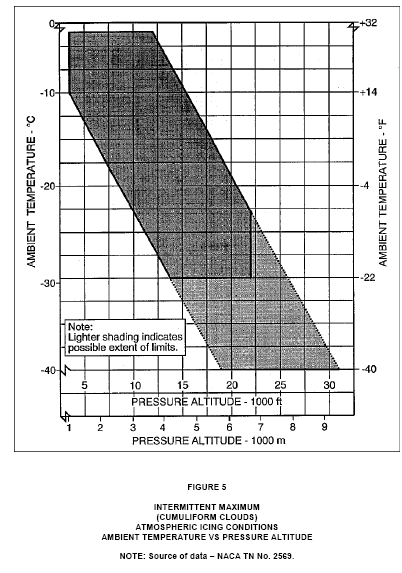 0
-10
-20
-30
-40
AMBIENT TEMPERATURE - °C
+32
+14
-4
-22
-40
AMBIENT TEMPERATURE - °F
Note:
Lighter shading indicates
possible extent of limits.
5 10 15 20 25 30
PRESSURE ALTITUDE - 1000 ft
1 2 3 4 5 6 7 8 9
PRESSURE ALTITUDE - 1000 m
FIGURE 5
INTERMITTENT MAXIMUM
(CUMULIFORM CLOUDS)
ATMOSPHERIC ICING CONDITIONS
AMBIENT TEMPERATURE VS PRESSURE ALTITUDE
NOTE: Source of data – NACA TN No. 2569.